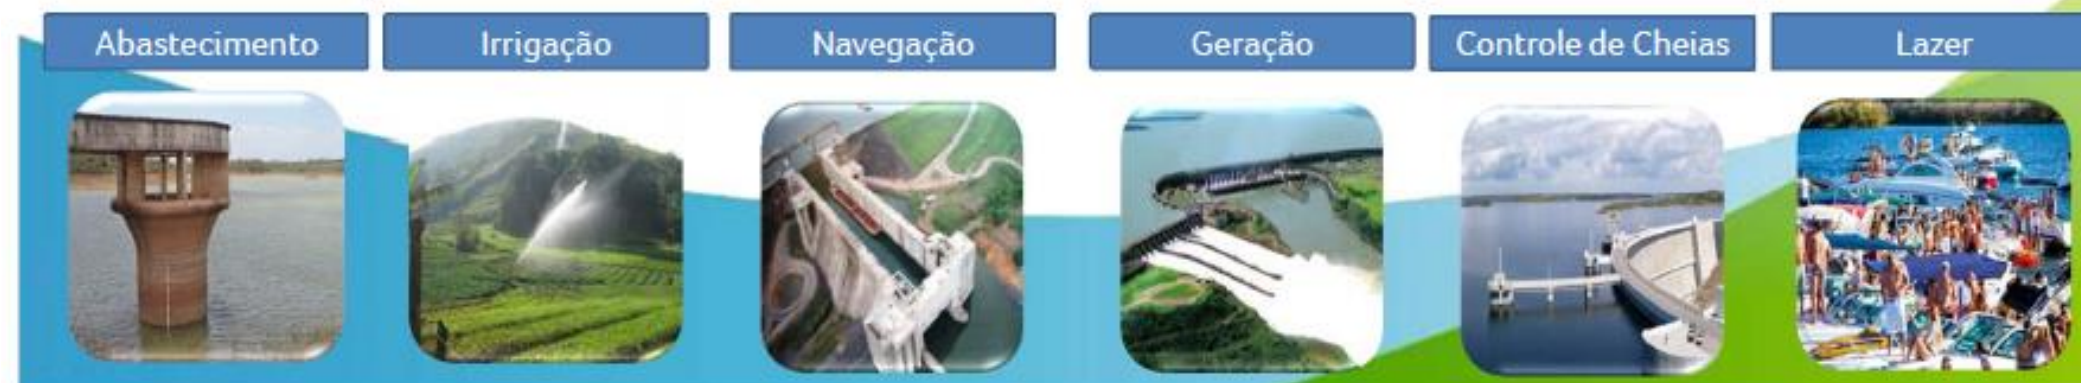 Abastecimento
Irrigação
Navegação
Geração
Controle de Cheias
Lazer